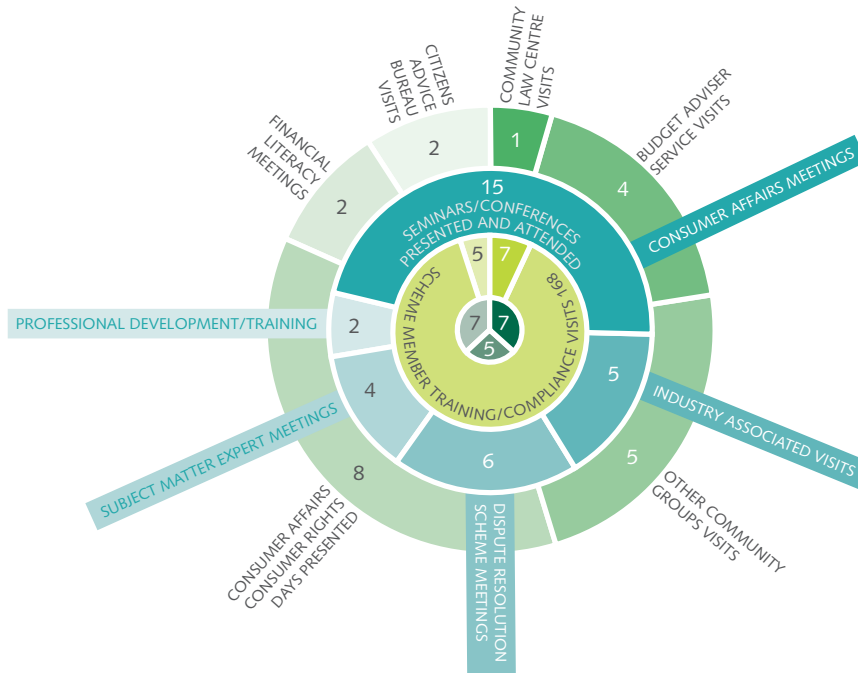 CITIZENS
ADVICE
BUREAU
VISITS
2
COMMUNITY
LAW CENTRE
VISITS
1
BUDGET ADVISER
SERVICE VISITS
4
CONSUMER AFFAIRS MEETINGS
FINANCIAL
LITERACY
MEETINGS
2
15
SEMINARS/CONFERENCES
PRESENTED AND ATTENDED
5
7
SCHEME MEMBER TRAINING/COMPLIANCE VISITS 168
7
7
5
PROFESSIONAL DEVELOPMENT/TRAINING
2
5
INDUSTRY ASSOCIATED VISITS
SUBJECT MATTER EXPERT MEETINGS
4
6
DISPUTE RESOLUTION
SCHEME MEETINGS
5
OTHER COMMUNITY
GROUPS VISITS
8
CONSUMER AFFAIRS
CONSUMER RIGHTS
DAYS PRESENTED